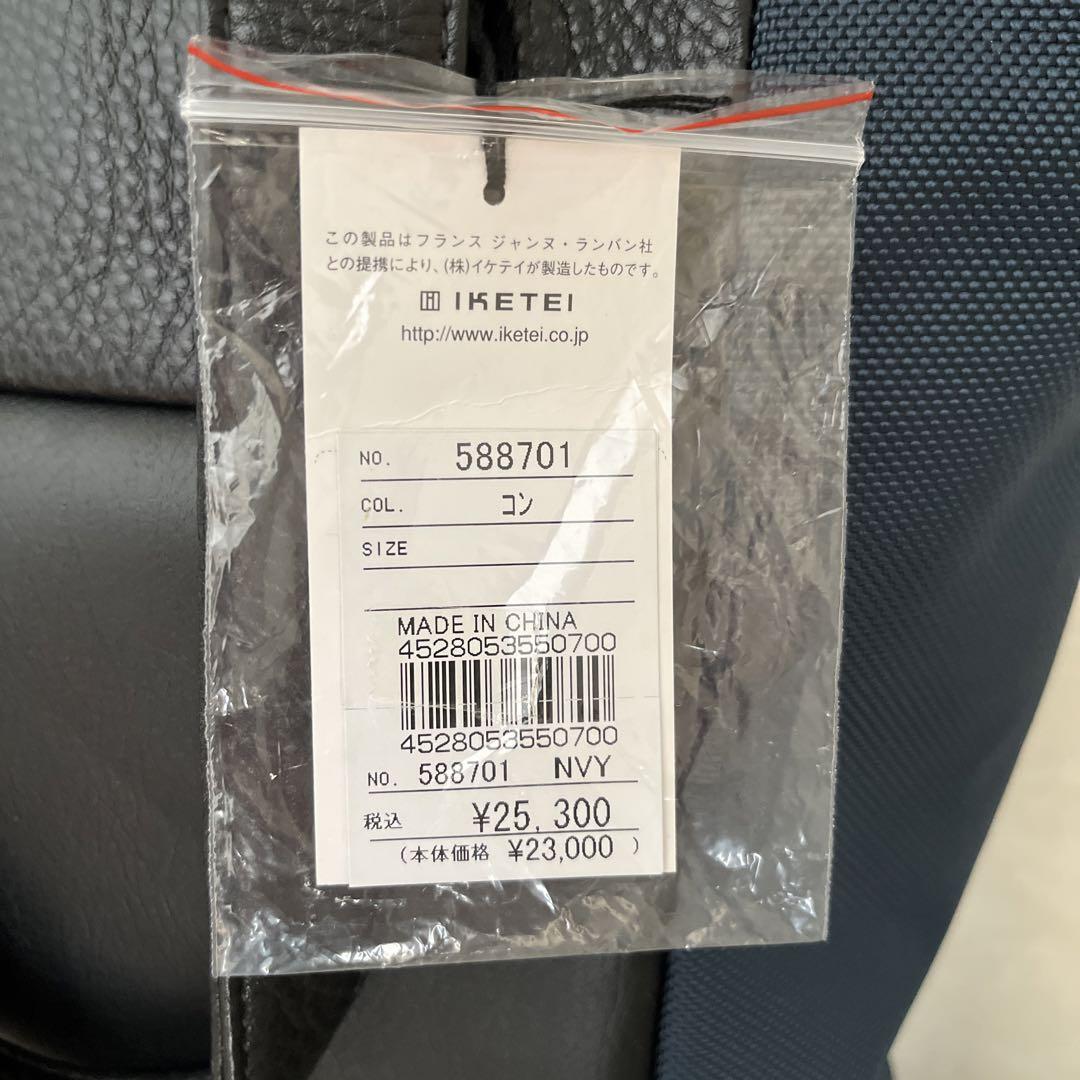 この製品はフランス ジャンヌ・ランバン社
との提携により、(株)イケテイが製造したものです。
IKETEI
http://www.iketei.co.jp
NO. 588701
COL. コン
SIZE
MADE IN CHINA
4528053550700
4528053550700
NO. 588701 NVY
税込 ¥25,300
(本体価格 ¥23,000 )